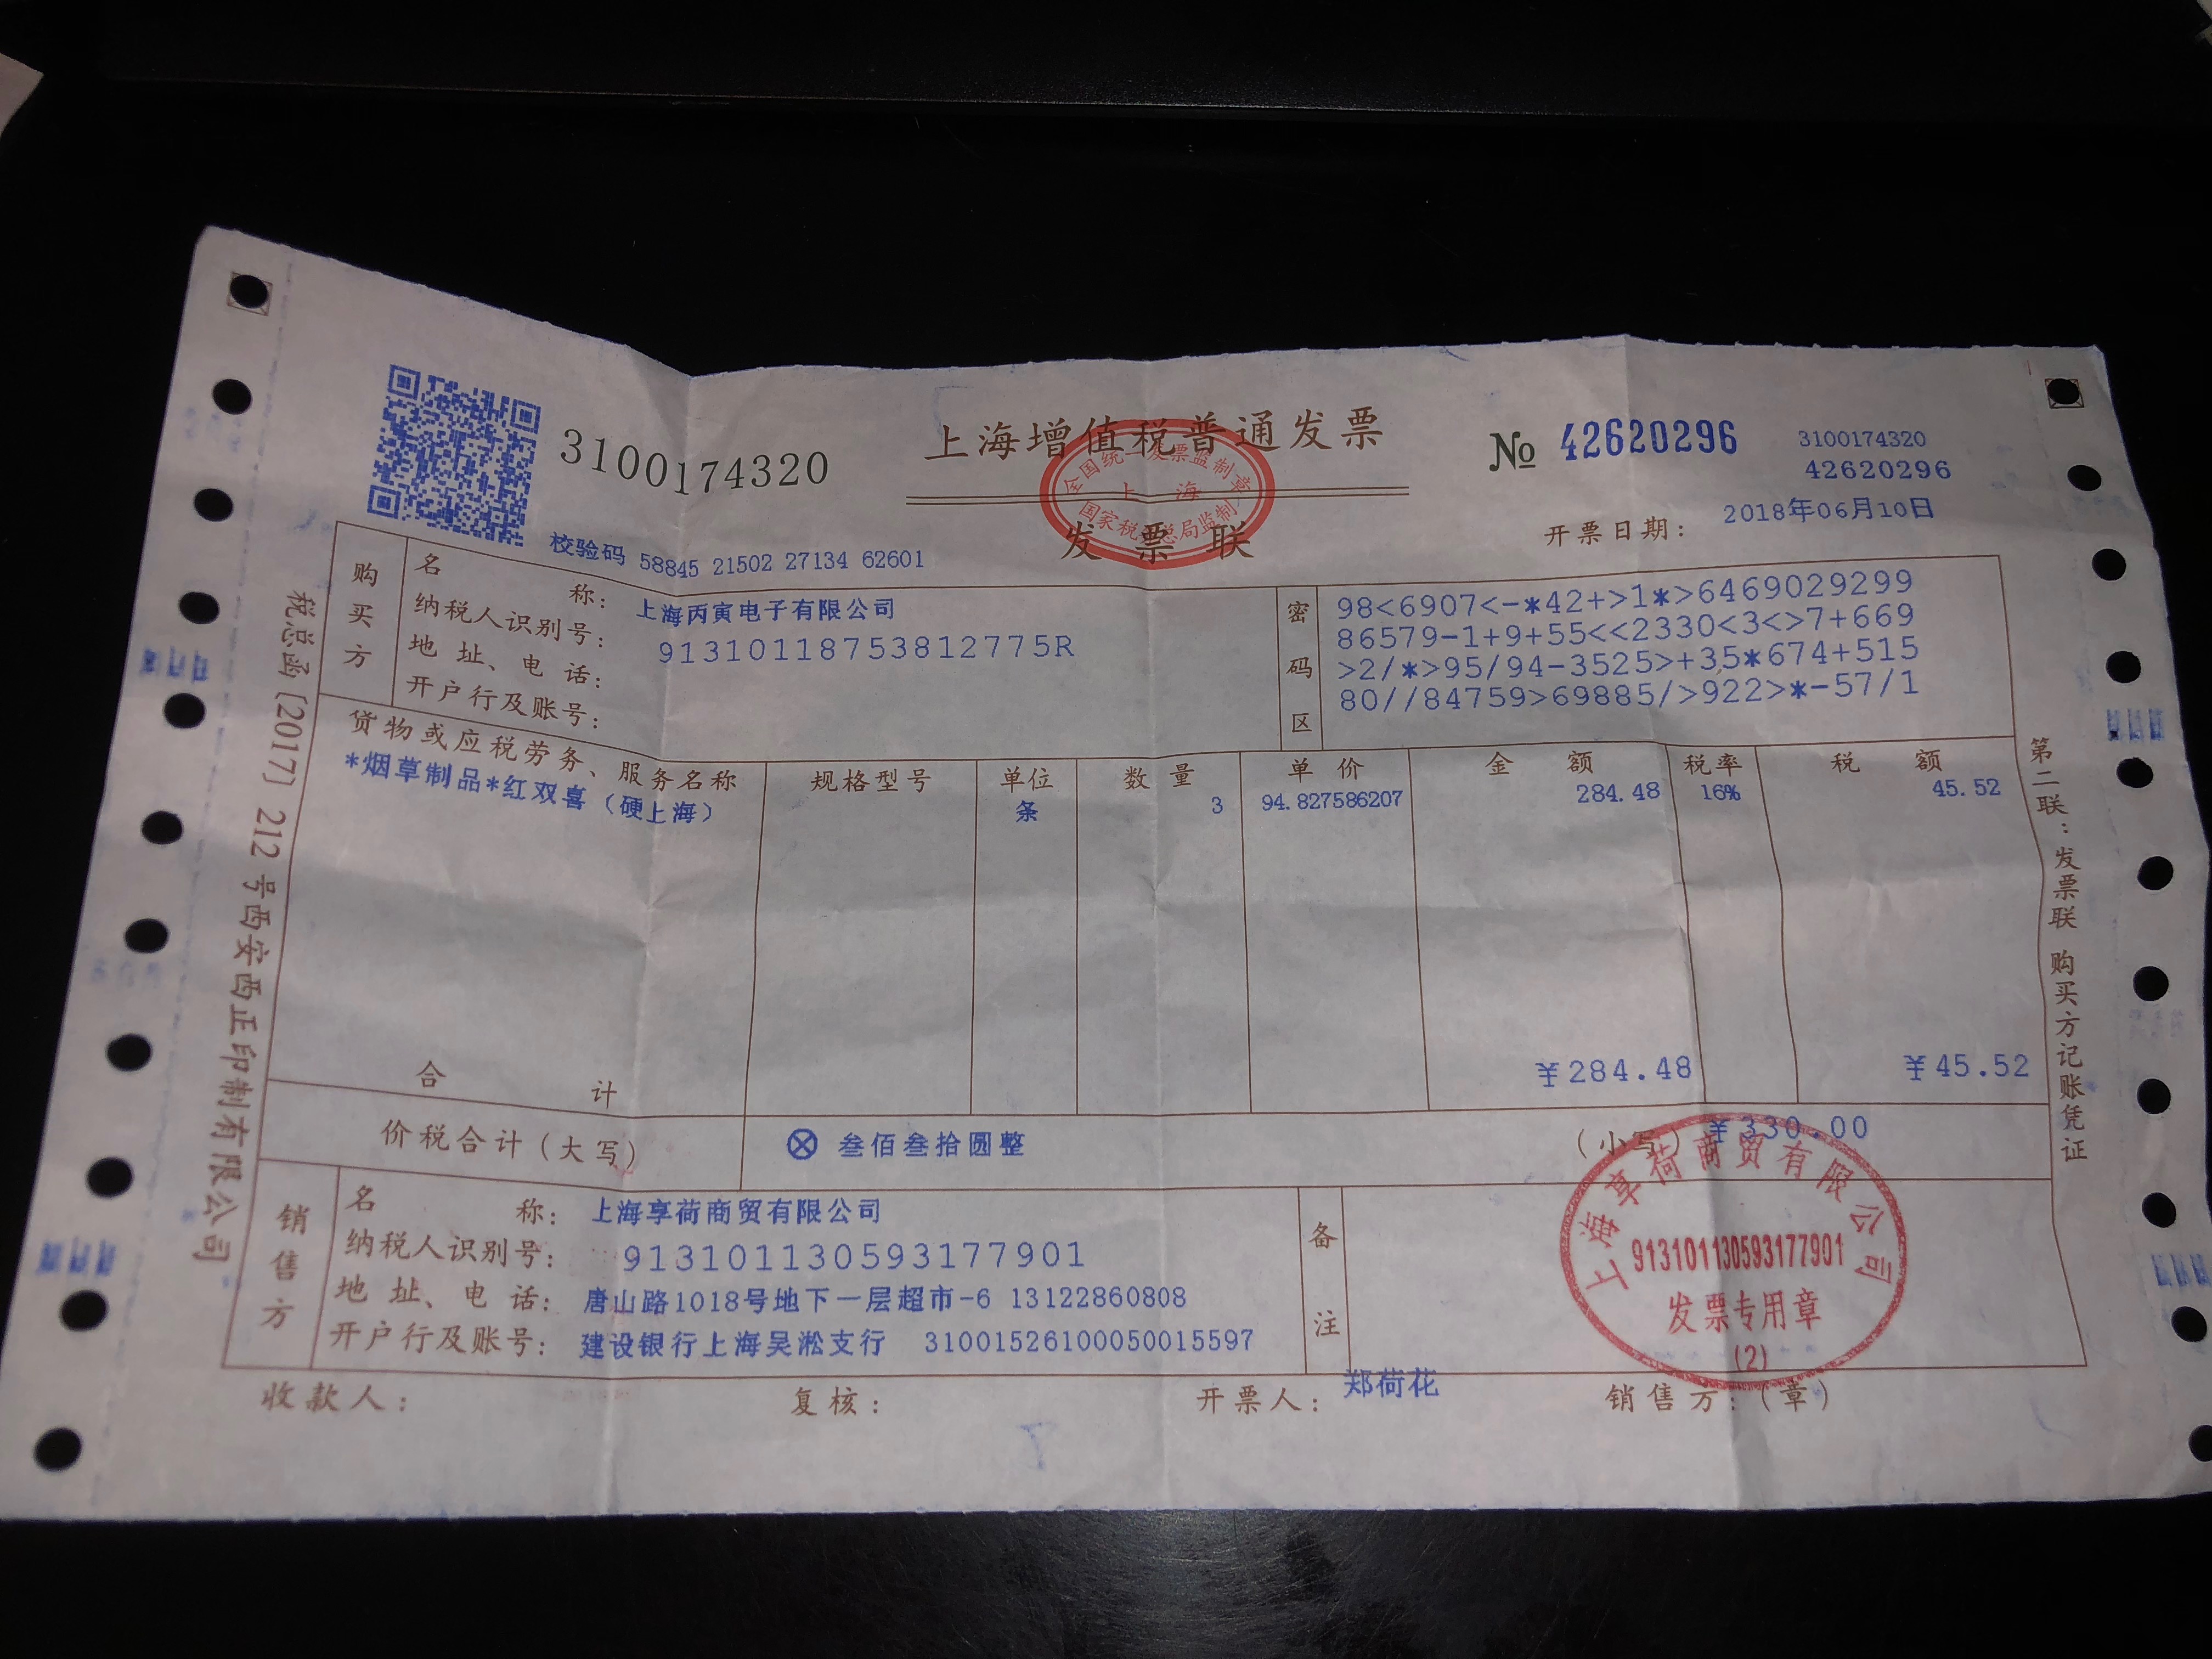 3100174320
上海增值税普通发票
全国统一发票监制章
上海
国家税务总局监制
发票联
№ 42620296
3100174320
42620296
开票日期： 2018年06月10日
校验码 58845 21502 27134 62601
购买方
名称： 上海丙寅电子有限公司
纳税人识别号： 91310118753812775R
地址、电话：
开户行及账号：
密码区
98<6907<-*42+>1*>6469029299
86579-1+9+55<<2330<3<>7+669
>2/*>95/94-3525>+35*674+515
80//84759>69885/>922>*-57/1
货物或应税劳务、服务名称 规格型号 单位 数量 单价 金额 税率 税额
*烟草制品*红双喜（硬上海） 条 3 94.827586207 284.48 16% 45.52
合计 ￥284.48 ￥45.52
价税合计（大写） ⊗ 叁佰叁拾圆整 （小写）￥330.00
销售方
名称： 上海享荷商贸有限公司
纳税人识别号： 913101130593177901
地址、电话： 唐山路1018号地下一层超市-6 13122860808
开户行及账号： 建设银行上海吴淞支行 31001526100050015597
备注
上海享荷商贸有限公司
913101130593177901
发票专用章
(2)
收款人： 复核： 开票人： 郑荷花 销售方：（章）
税总函〔2017〕212号西安西正印制有限公司
第二联：发票联 购买方记账凭证